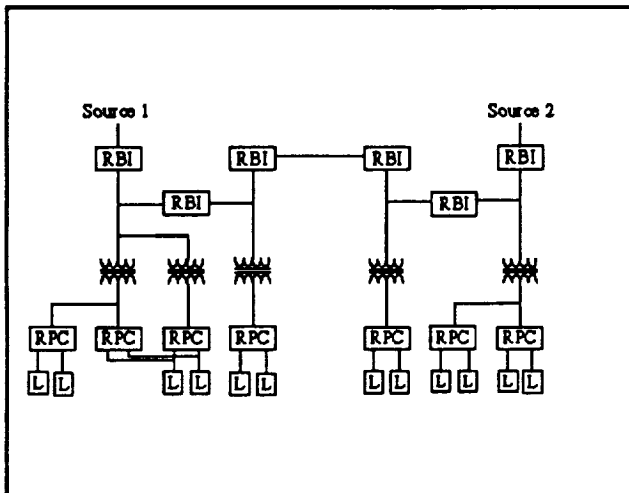 Source 1 Source 2
RBI RBI RBI RBI
RBI RBI
RPC RPC RPC RPC RPC RPC RPC
L L L L L L L L L L L L